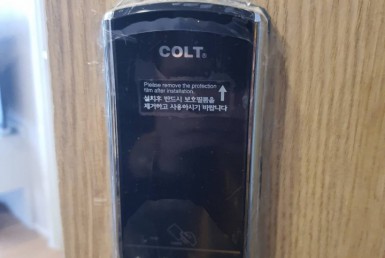 COLT®
Please remove the protection
film after installation.
설치후 반드시 보호필름을
제거하고 사용하시기 바랍니다